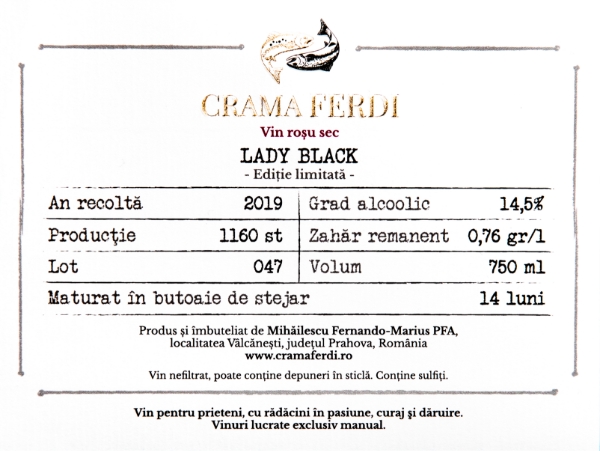 CRAMA FERDI
Vin roșu sec
LADY BLACK
- Ediție limitată -
An recoltă 2019 Grad alcoolic 14,5%
Producţie 1160 st Zahăr remanent 0,76 gr/l
Lot 047 Volum 750 ml
Maturat în butoaie de stejar 14 luni
Produs și îmbuteliat de Mihăilescu Fernando-Marius PFA,
localitatea Vâlcănești, județul Prahova, România
www.cramaferdi.ro
Vin nefiltrat, poate conține depuneri în sticlă. Conține sulfiți.
Vin pentru prieteni, cu rădăcini în pasiune, curaj şi dăruire.
Vinuri lucrate exclusiv manual.